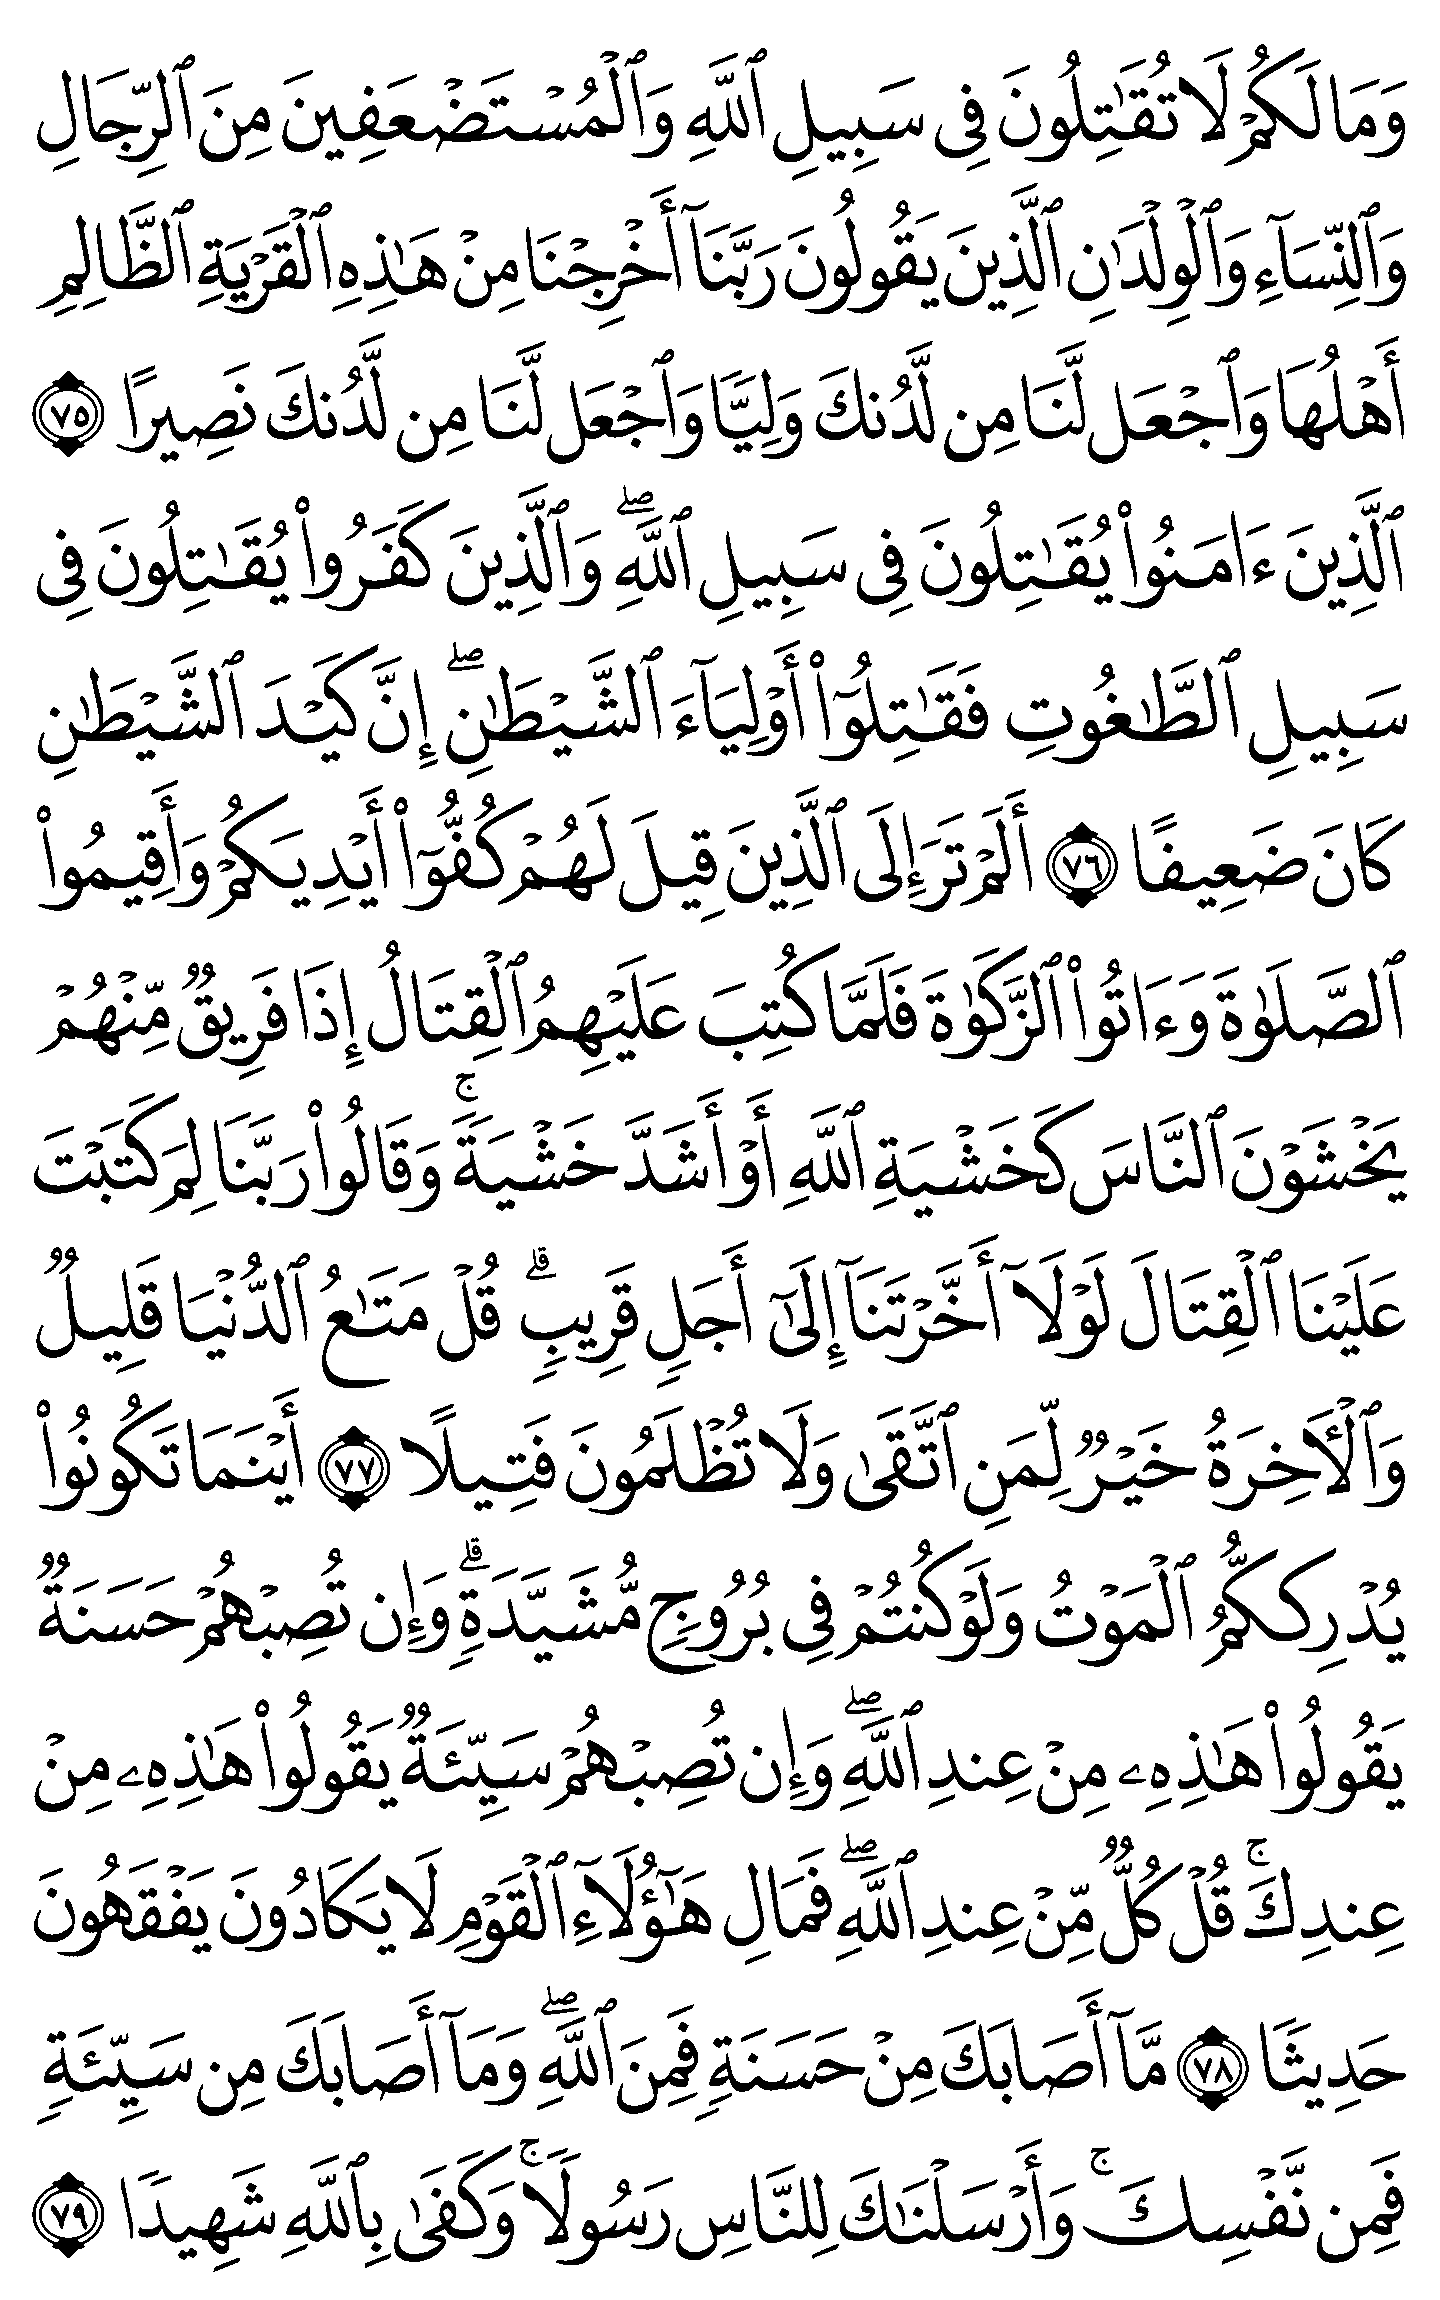 وَمَا لَكُمۡ لَا تُقَٰتِلُونَ فِي سَبِيلِ ٱللَّهِ وَٱلۡمُسۡتَضۡعَفِينَ مِنَ ٱلرِّجَالِ
وَٱلنِّسَآءِ وَٱلۡوِلۡدَٰنِ ٱلَّذِينَ يَقُولُونَ رَبَّنَآ أَخۡرِجۡنَا مِنۡ هَٰذِهِ ٱلۡقَرۡيَةِ ٱلظَّالِمِ
أَهۡلُهَا وَٱجۡعَل لَّنَا مِن لَّدُنكَ وَلِيّٗا وَٱجۡعَل لَّنَا مِن لَّدُنكَ نَصِيرًا ٧٥
ٱلَّذِينَ ءَامَنُواْ يُقَٰتِلُونَ فِي سَبِيلِ ٱللَّهِۖ وَٱلَّذِينَ كَفَرُواْ يُقَٰتِلُونَ فِي
سَبِيلِ ٱلطَّٰغُوتِ فَقَٰتِلُوٓاْ أَوۡلِيَآءَ ٱلشَّيۡطَٰنِۖ إِنَّ كَيۡدَ ٱلشَّيۡطَٰنِ
كَانَ ضَعِيفًا ٧٦ أَلَمۡ تَرَ إِلَى ٱلَّذِينَ قِيلَ لَهُمۡ كُفُّوٓاْ أَيۡدِيَكُمۡ وَأَقِيمُواْ
ٱلصَّلَوٰةَ وَءَاتُواْ ٱلزَّكَوٰةَ فَلَمَّا كُتِبَ عَلَيۡهِمُ ٱلۡقِتَالُ إِذَا فَرِيقٞ مِّنۡهُمۡ
يَخۡشَوۡنَ ٱلنَّاسَ كَخَشۡيَةِ ٱللَّهِ أَوۡ أَشَدَّ خَشۡيَةٗۚ وَقَالُواْ رَبَّنَا لِمَ كَتَبۡتَ
عَلَيۡنَا ٱلۡقِتَالَ لَوۡلَآ أَخَّرۡتَنَآ إِلَىٰٓ أَجَلٖ قَرِيبٖۗ قُلۡ مَتَٰعُ ٱلدُّنۡيَا قَلِيلٞ
وَٱلۡأٓخِرَةُ خَيۡرٞ لِّمَنِ ٱتَّقَىٰ وَلَا تُظۡلَمُونَ فَتِيلًا ٧٧ أَيۡنَمَا تَكُونُواْ
يُدۡرِككُّمُ ٱلۡمَوۡتُ وَلَوۡ كُنتُمۡ فِي بُرُوجٖ مُّشَيَّدَةٖۗ وَإِن تُصِبۡهُمۡ حَسَنَةٞ
يَقُولُواْ هَٰذِهِۦ مِنۡ عِندِ ٱللَّهِۖ وَإِن تُصِبۡهُمۡ سَيِّئَةٞ يَقُولُواْ هَٰذِهِۦ مِنۡ
عِندِكَۚ قُلۡ كُلّٞ مِّنۡ عِندِ ٱللَّهِۖ فَمَالِ هَٰٓؤُلَآءِ ٱلۡقَوۡمِ لَا يَكَادُونَ يَفۡقَهُونَ
حَدِيثٗا ٧٨ مَّآ أَصَابَكَ مِنۡ حَسَنَةٖ فَمِنَ ٱللَّهِۖ وَمَآ أَصَابَكَ مِن سَيِّئَةٖ
فَمِن نَّفۡسِكَۚ وَأَرۡسَلۡنَٰكَ لِلنَّاسِ رَسُولٗاۚ وَكَفَىٰ بِٱللَّهِ شَهِيدٗا ٧٩